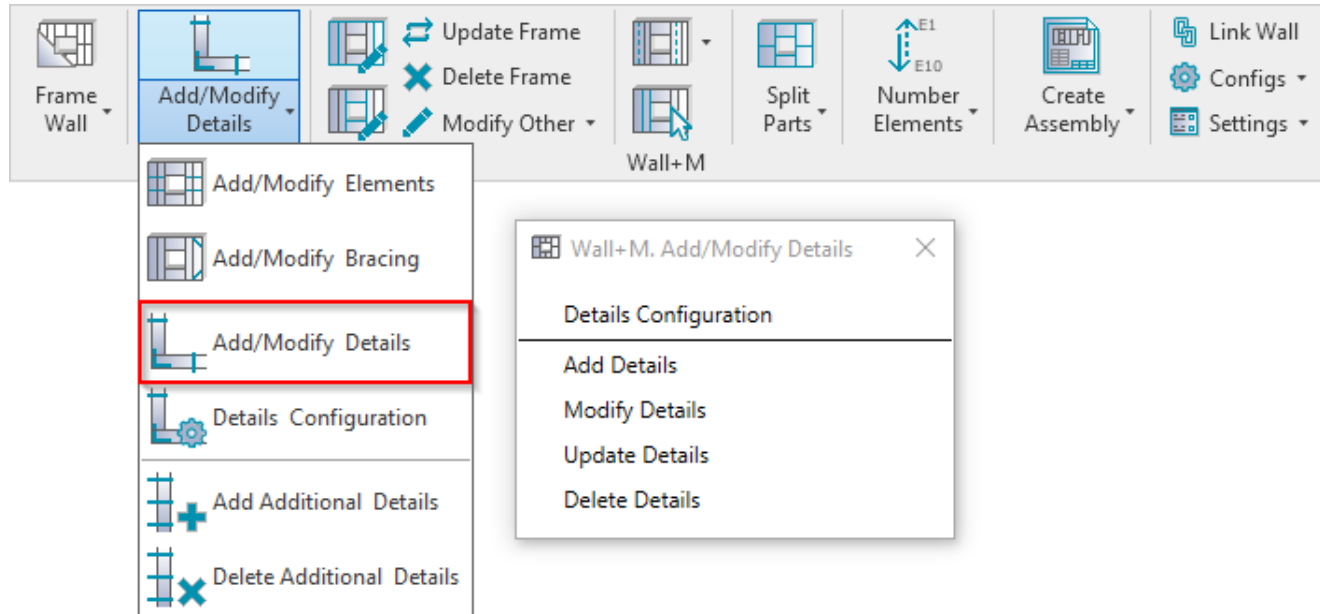 Frame
Wall
Add/Modify
Details
Update Frame
Delete Frame
Modify Other
Split
Parts
E1
E10
Number
Elements
Create
Assembly
Link Wall
Configs
Settings
Wall+M
Add/Modify Elements
Add/Modify Bracing
Add/Modify Details
Details Configuration
Add Additional Details
Delete Additional Details
Wall+M. Add/Modify Details
Details Configuration
Add Details
Modify Details
Update Details
Delete Details